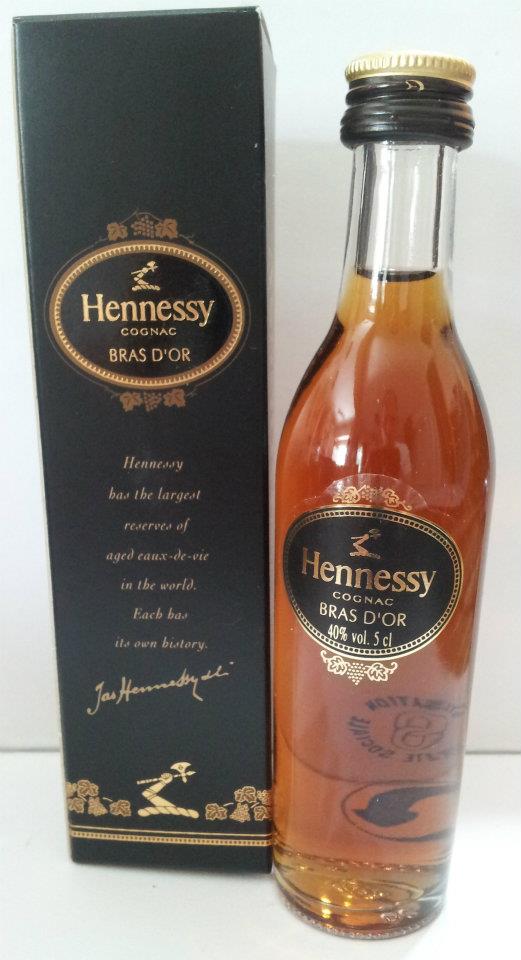 Hennessy
COGNAC
BRAS D'OR
Hennessy
has the largest
reserves of
aged eaux-de-vie
in the world.
Each has
its own history.
Jas Hennessy
Hennessy
COGNAC
BRAS D'OR
40% vol. 5 cl